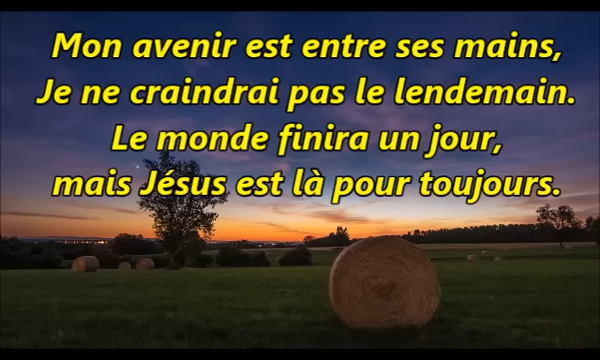 Mon avenir est entre ses mains,
Je ne craindrai pas le lendemain.
Le monde finira un jour,
mais Jésus est là pour toujours.